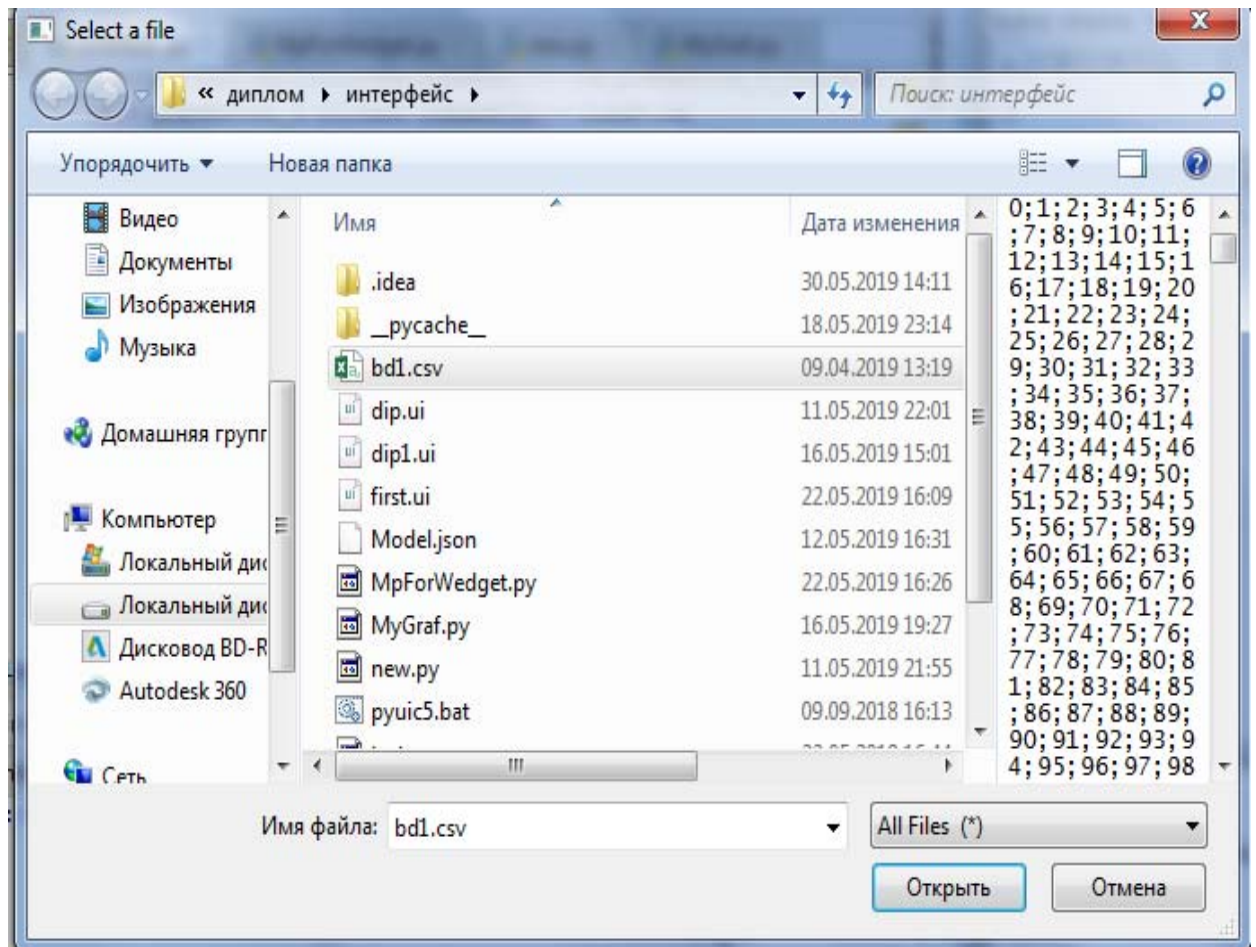 Select a file
« диплом ▸ интерфейс ▸
Поиск: интерфейс
Упорядочить ▾
Новая папка
Видео
Документы
Изображения
Музыка
Домашняя групп
Компьютер
Локальный дис
Локальный дис
Дисковод BD-R
Autodesk 360
Сеть
Имя Дата изменения
.idea 30.05.2019 14:11
__pycache__ 18.05.2019 23:14
bd1.csv 09.04.2019 13:19
dip.ui 11.05.2019 22:01
dip1.ui 16.05.2019 15:01
first.ui 22.05.2019 16:09
Model.json 12.05.2019 16:31
MpForWedget.py 22.05.2019 16:26
MyGraf.py 16.05.2019 19:27
new.py 11.05.2019 21:55
pyuic5.bat 09.09.2018 16:13
0;1;2;3;4;5;6
;7;8;9;10;11;
12;13;14;15;1
6;17;18;19;20
;21;22;23;24;
25;26;27;28;2
9;30;31;32;33
;34;35;36;37;
38;39;40;41;4
2;43;44;45;46
;47;48;49;50;
51;52;53;54;5
5;56;57;58;59
;60;61;62;63;
64;65;66;67;6
8;69;70;71;72
;73;74;75;76;
77;78;79;80;8
1;82;83;84;85
;86;87;88;89;
90;91;92;93;9
4;95;96;97;98
Имя файла: bd1.csv
All Files (*)
Открыть
Отмена